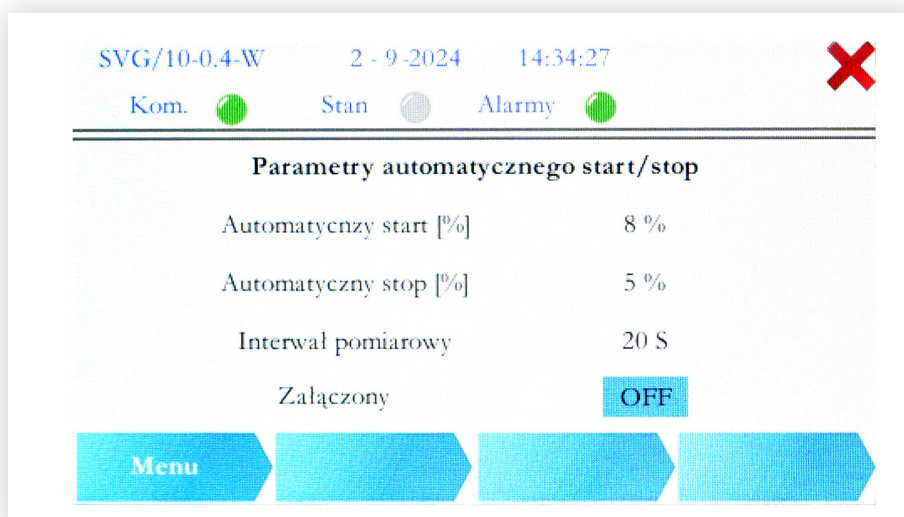 SVG/10-0.4-W 2 - 9 -2024 14:34:27
Kom. Stan Alarmy
Parametry automatycznego start/stop
Automatycnzy start [%] 8 %
Automatyczny stop [%] 5 %
Interwał pomiarowy 20 S
Załączony OFF
Menu